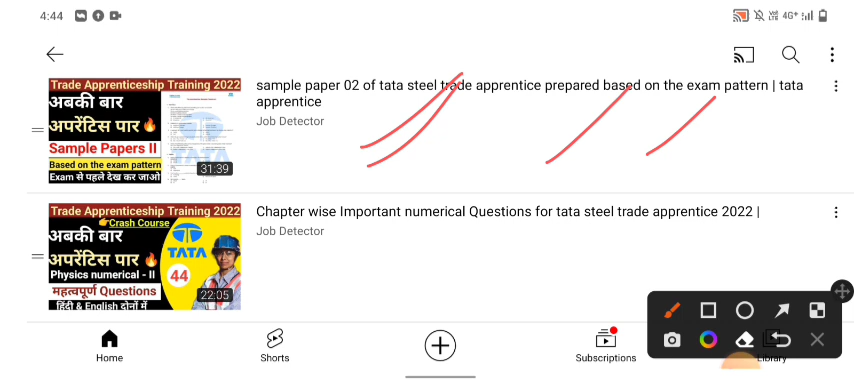 4:44
4G+
Trade Apprenticeship Training 2022
अबकी बार
अपरेंटिस पार
Sample Papers II
Based on the exam pattern
Exam से पहले देख कर जाओ
31:39
sample paper 02 of tata steel trade apprentice prepared based on the exam pattern | tata
apprentice
Job Detector
Trade Apprenticeship Training 2022
Crash Course
अबकी बार
अपरेंटिस पार
Physics numerical - II
महत्वपूर्ण Questions
हिंदी & English दोनों में
TATA
44
22:05
Chapter wise Important numerical Questions for tata steel trade apprentice 2022 |
Job Detector
Home
Shorts
Subscriptions
Library